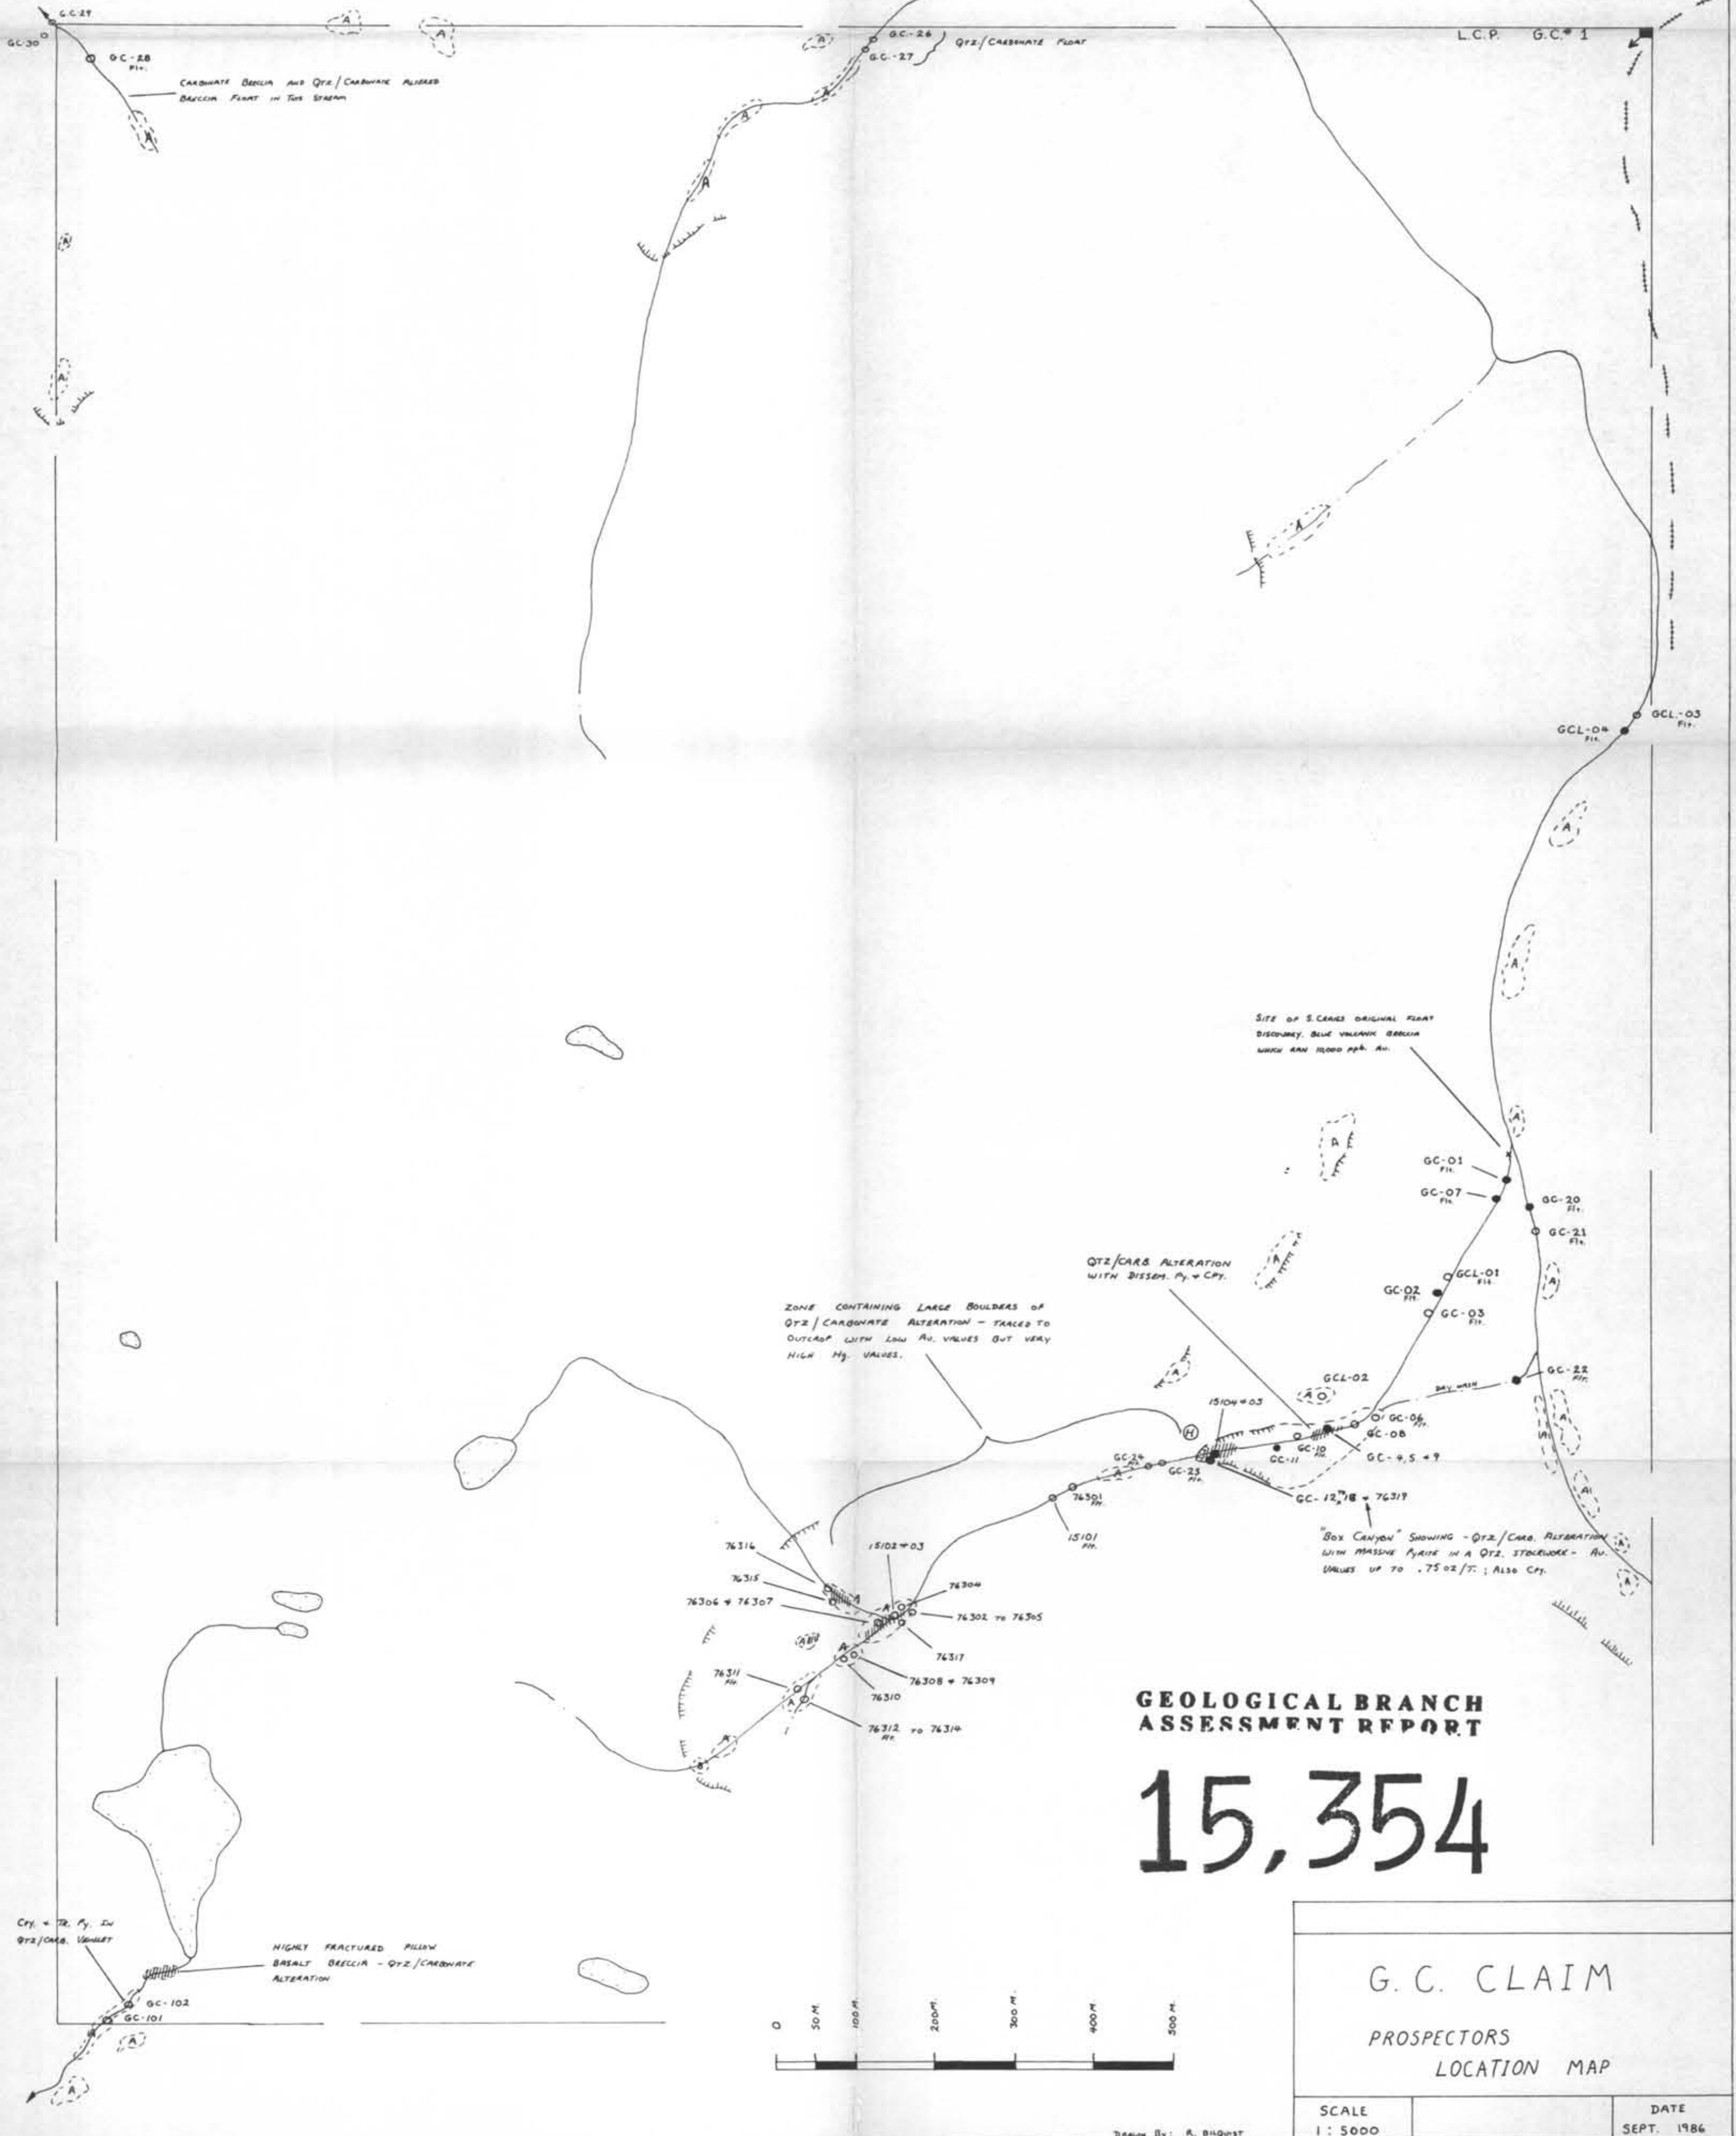 G.C-29
GC-30
GC-28
Flt.
CARBONATE BRECCIA AND QTZ/CARBONATE ALTERED
BRECCIA FLOAT IN THIS STREAM
A
A
A
A
G.C.-26
G.C.-27
QTZ/CARBONATE FLOAT
L.C.P. G.C.# 1
A
A
A
A
A
A
A
GCL-03
Flt.
GCL-04
Flt.
A
A
SITE OF S. CRAIGS ORIGINAL FLOAT
DISCOVERY. BLUE VOLCANIC BRECCIA
WHICH RAN 10,000 ppb. Au.
A
A
X
GC-01
Flt.
GC-07
Flt.
GC-20
Flt.
GC-21
Flt.
A
A
QTZ/CARB ALTERATION
WITH DISSEM. Py. + CPY.
GCL-01
Flt.
GC-02
Flt.
GC-03
Flt.
ZONE CONTAINING LARGE BOULDERS OF
QTZ/CARBONATE ALTERATION - TRACED TO
OUTCROP WITH LOW Au. VALUES BUT VERY
HIGH Hg. VALUES.
A
GCL-02
A
DRY WASH
GC-22
Flt.
15104+05
H
GC-06
Flt.
GC-08
GC-10
Flt.
GC-11
GC-4,5+9
A
A
A
GC-24
Flt.
A
GC-23
Flt.
GC-12 TO 18 + 76319
76301
Flt.
15101
Flt.
"BOX CANYON" SHOWING - QTZ/CARB. ALTERATION
WITH MASSIVE PYRITE IN A QTZ. STOCKWORK - Au.
VALUES UP TO .75 OZ/T.; ALSO CPY.
A
A
76316
15102+03
76315
A
76304
76306 + 76307
A
76302 TO 76305
A
76317
A
76311
Flt.
76308 + 76309
76310
A
76312 TO 76314
Flt.
A
GEOLOGICAL BRANCH
ASSESSMENT REPORT
15,354
CPY. + TR. Py. IN
QTZ/CARB. VEINLET
HIGHLY FRACTURED PILLOW
BASALT BRECCIA - QTZ/CARBONATE
ALTERATION
GC-102
GC-101
A
A
A
0
50 M.
100 M.
200 M.
300 M.
400 M.
500 M.
G.C. CLAIM
PROSPECTORS
LOCATION MAP
SCALE
1:5000
DATE
SEPT. 1986
DRAWN BY: R. BILQUIST